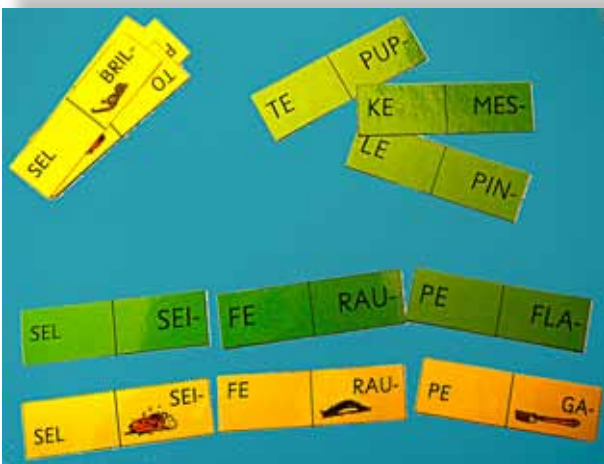 BRIL-
SEL
TO
P
TE PUP-
KE MES-
LE PIN-
SEL SEI-
FE RAU-
PE FLA-
SEL SEI-
FE RAU-
PE GA-